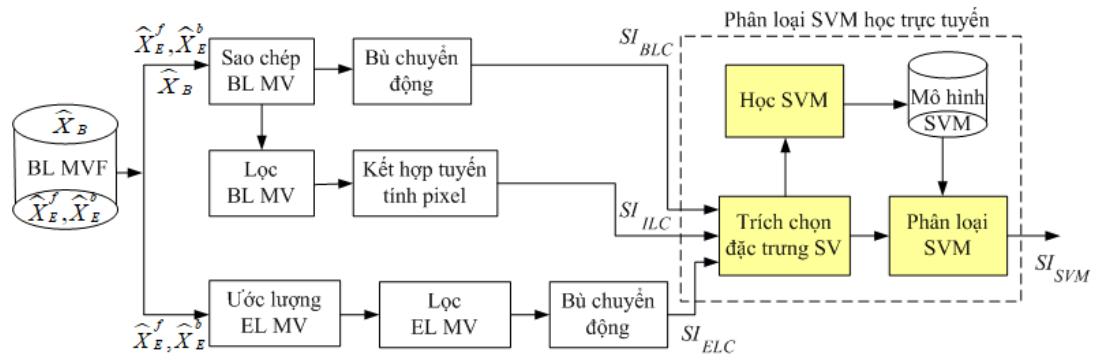 Phân loại SVM học trực tuyến
X̂_E^f, X̂_E^b
X̂_B
Sao chép
BL MV
Bù chuyển
động
SI_BLC
Học SVM
Mô hình
SVM
X̂_B
BL MVF
X̂_E^f, X̂_E^b
Lọc
BL MV
Kết hợp tuyến
tính pixel
SI_ILC
Trích chọn
đặc trưng SV
Phân loại
SVM
SI_SVM
Ước lượng
EL MV
Lọc
EL MV
Bù chuyển
động
SI_ELC
X̂_E^f, X̂_E^b